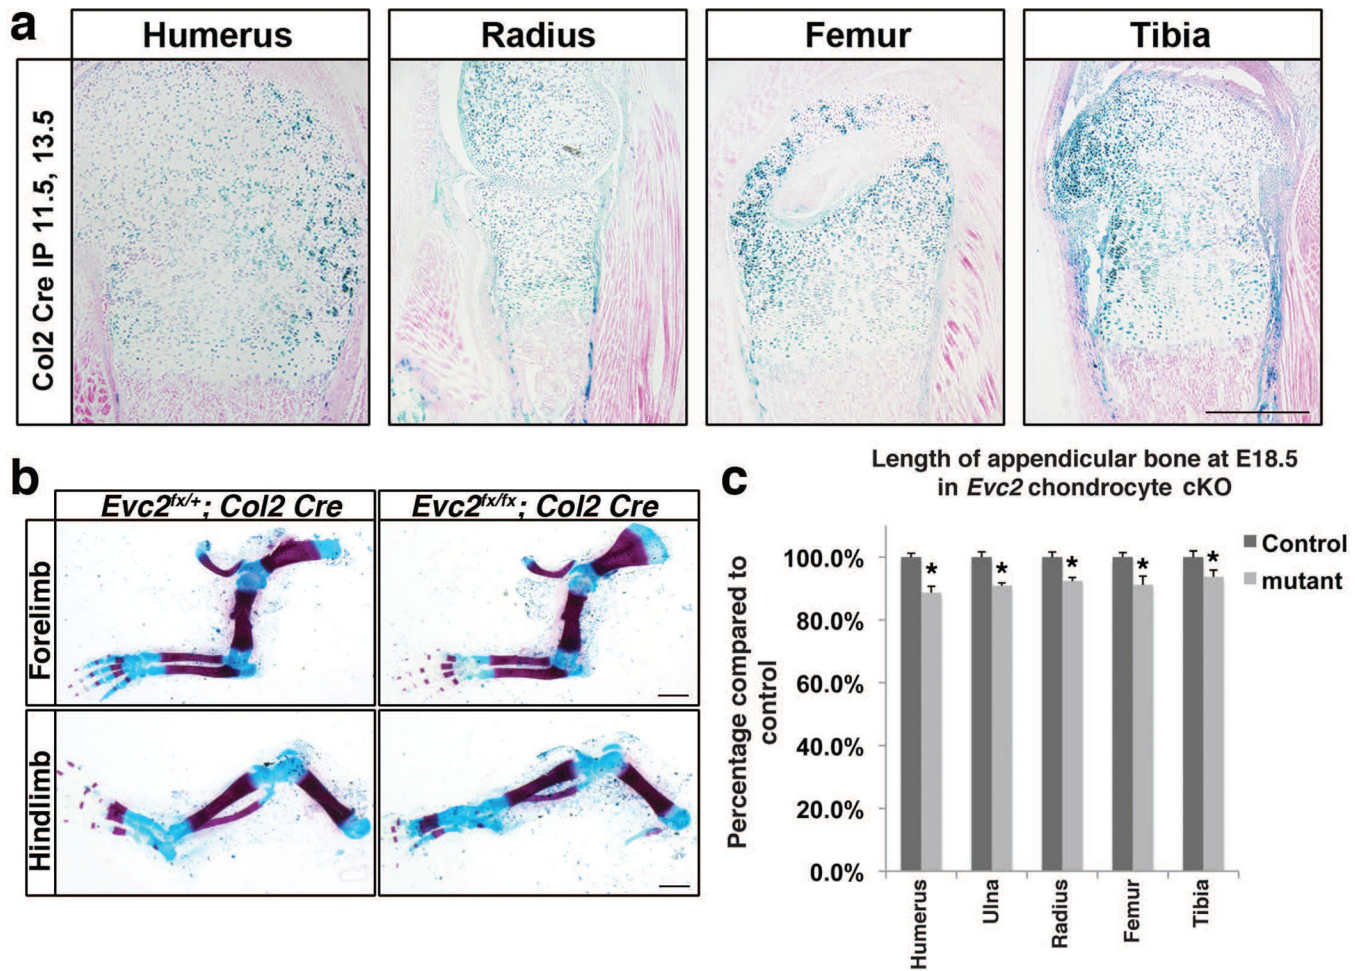 a
Humerus
Radius
Femur
Tibia
Col2 Cre IP 11.5, 13.5
b
Evc2fx/+; Col2 Cre
Evc2fx/fx; Col2 Cre
Forelimb
Hindlimb
c
Length of appendicular bone at E18.5
in Evc2 chondrocyte cKO
Percentage compared to
control
100.0%
80.0%
60.0%
40.0%
20.0%
0.0%
* * * * *
Control
mutant
Humerus
Ulna
Radius
Femur
Tibia